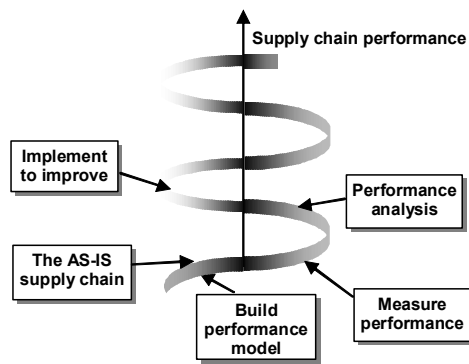 Supply chain performance
Implement
to improve
Performance
analysis
The AS-IS
supply chain
Build
performance
model
Measure
performance